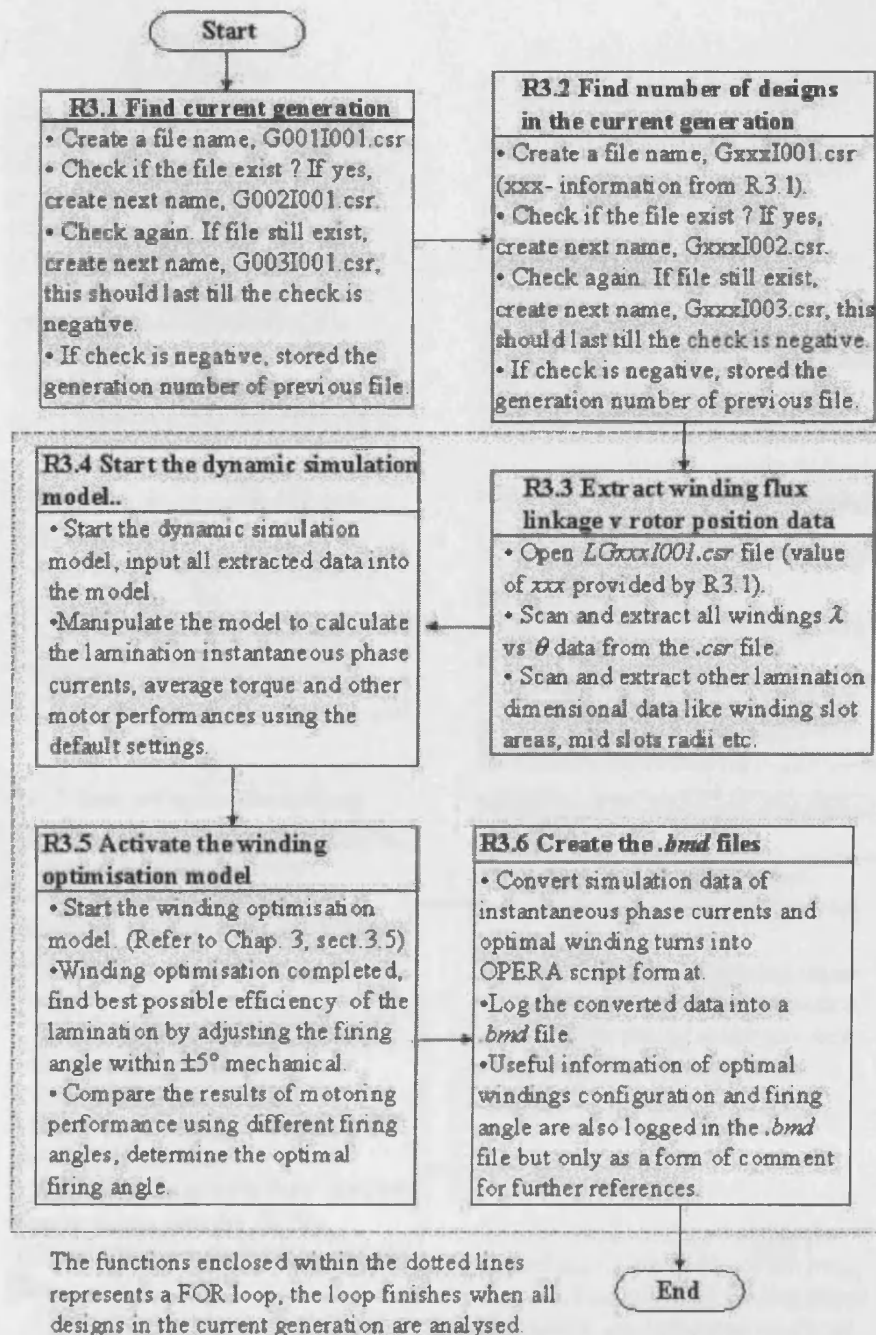 Start
R3.1 Find current generation
• Create a file name, G001I001.csr
• Check if the file exist ? If yes,
create next name, G002I001.csr.
• Check again. If file still exist,
create next name, G003I001.csr,
this should last till the check is
negative.
• If check is negative, stored the
generation number of previous file.
R3.2 Find number of designs
in the current generation
• Create a file name, GxxxI001.csr
(xxx- information from R.3.1).
• Check if the file exist ? If yes,
create next name, GxxxI002.csr.
• Check again. If file still exist,
create next name, GxxxI003.csr, this
should last till the check is negative.
• If check is negative, stored the
generation number of previous file.
R3.3 Extract winding flux
linkage v rotor position data
• Open LGxxxI001.csr file (value
of xxx provided by R3.1).
• Scan and extract all windings λ
vs θ data from the .csr file.
• Scan and extract other lamination
dimensional data like winding slot
areas, mid slots radii etc.
R3.4 Start the dynamic simulation
model..
• Start the dynamic simulation
model, input all extracted data into
the model.
•Manipulate the model to calculate
the lamination instantaneous phase
currents, average torque and other
motor performances using the
default settings.
R3.5 Activate the winding
optimisation model
• Start the winding optimisation
model. (Refer to Chap. 3, sect.3.5)
•Winding optimisation completed,
find best possible efficiency of the
lamination by adjusting the firing
angle within ±5° mechanical.
• Compare the results of motoring
performance using different firing
angles, determine the optimal
firing angle.
R3.6 Create the .bmd files
• Convert simulation data of
instantaneous phase currents and
optimal winding turns into
OPERA script format.
•Log the converted data into a
.bmd file.
•Useful information of optimal
windings configuration and firing
angle are also logged in the .bmd
file but only as a form of comment
for further references.
End
The functions enclosed within the dotted lines
represents a FOR loop, the loop finishes when all
designs in the current generation are analysed.